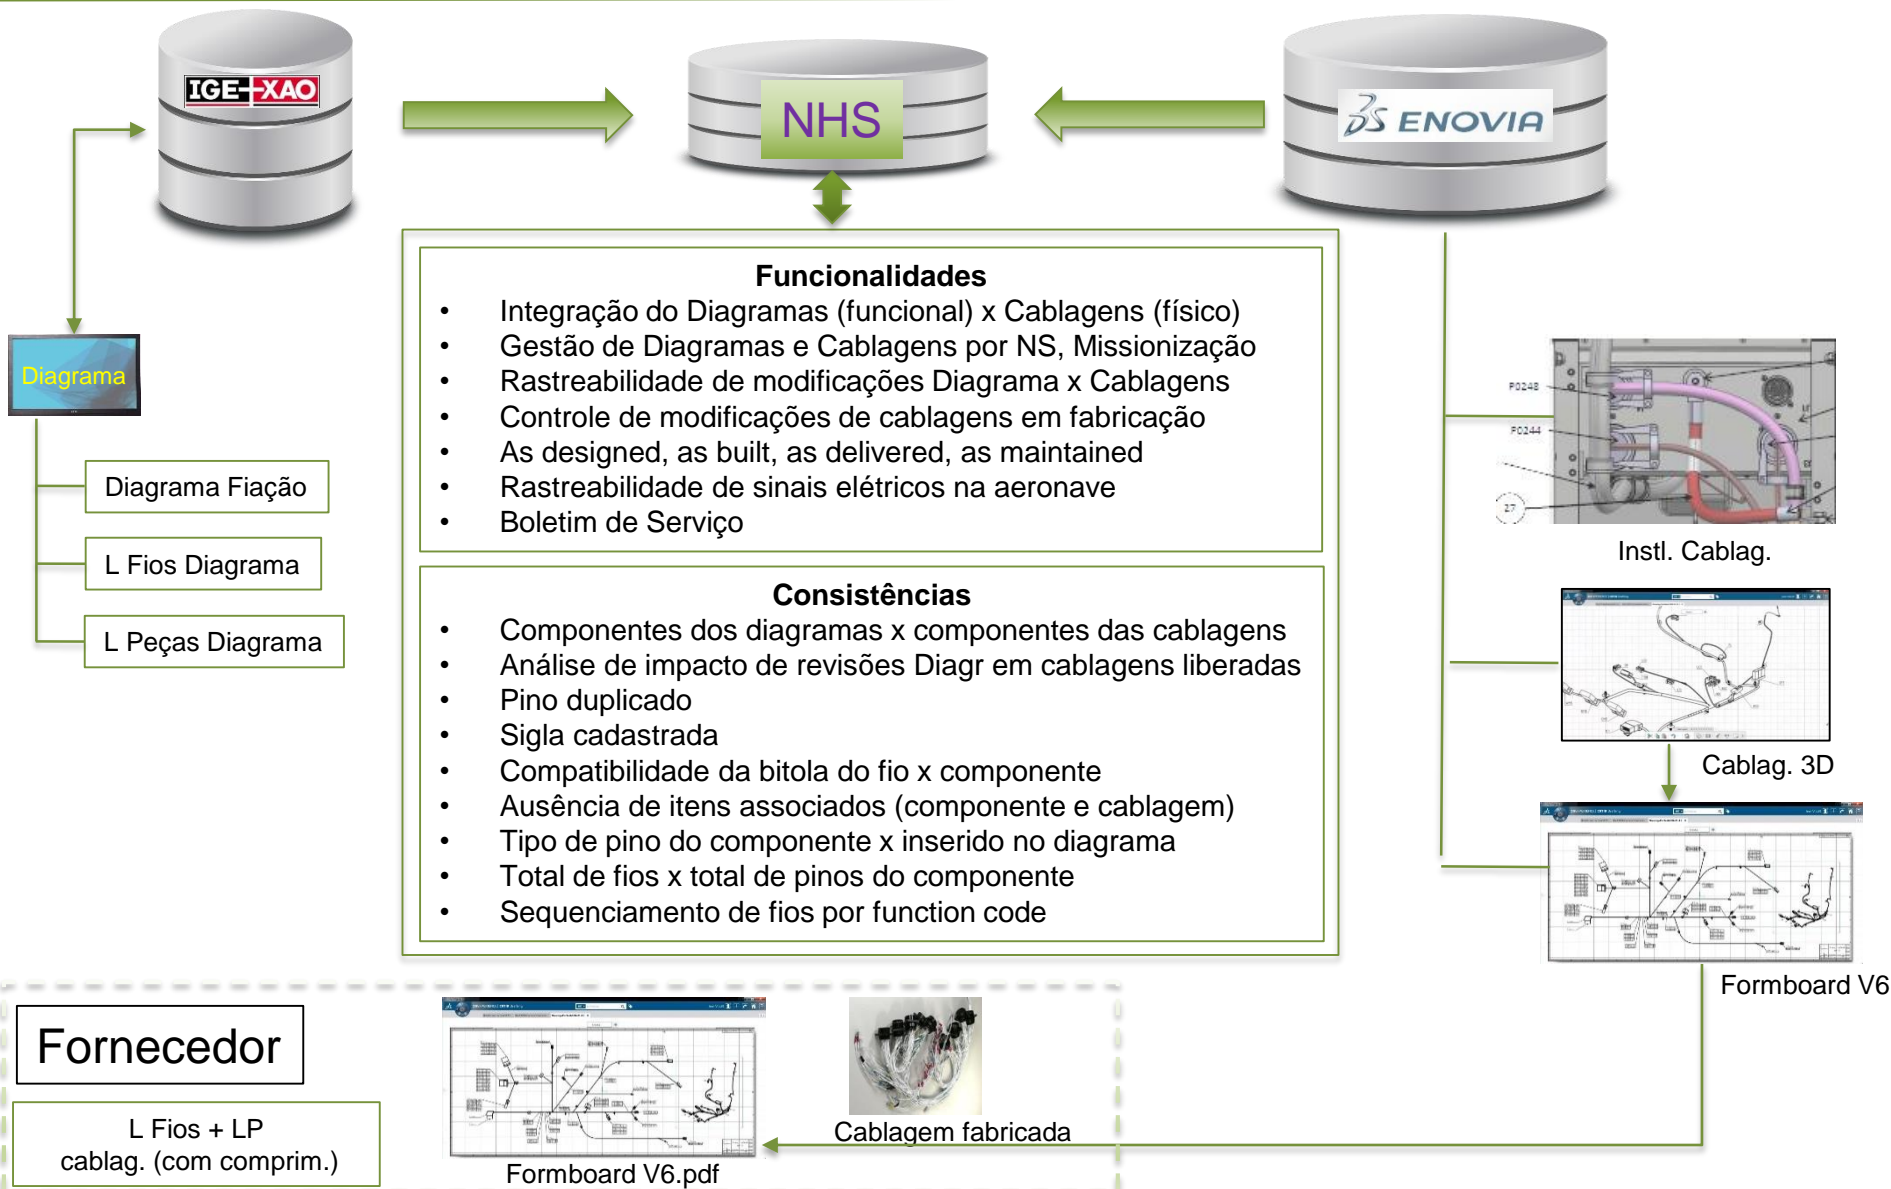 IGE+XAO
NHS
ENOVIA
Diagrama
Diagrama Fiação
L Fios Diagrama
L Peças Diagrama
Funcionalidades
• Integração do Diagramas (funcional) x Cablagens (físico)
• Gestão de Diagramas e Cablagens por NS, Missionização
• Rastreabilidade de modificações Diagrama x Cablagens
• Controle de modificações de cablagens em fabricação
• As designed, as built, as delivered, as maintained
• Rastreabilidade de sinais elétricos na aeronave
• Boletim de Serviço
Consistências
• Componentes dos diagramas x componentes das cablagens
• Análise de impacto de revisões Diagr em cablagens liberadas
• Pino duplicado
• Sigla cadastrada
• Compatibilidade da bitola do fio x componente
• Ausência de itens associados (componente e cablagem)
• Tipo de pino do componente x inserido no diagrama
• Total de fios x total de pinos do componente
• Sequenciamento de fios por function code
P0248
P0244
27
Instl. Cablag.
Cablag. 3D
Formboard V6
Fornecedor
L Fios + LP
cablag. (com comprim.)
Formboard V6.pdf
Cablagem fabricada